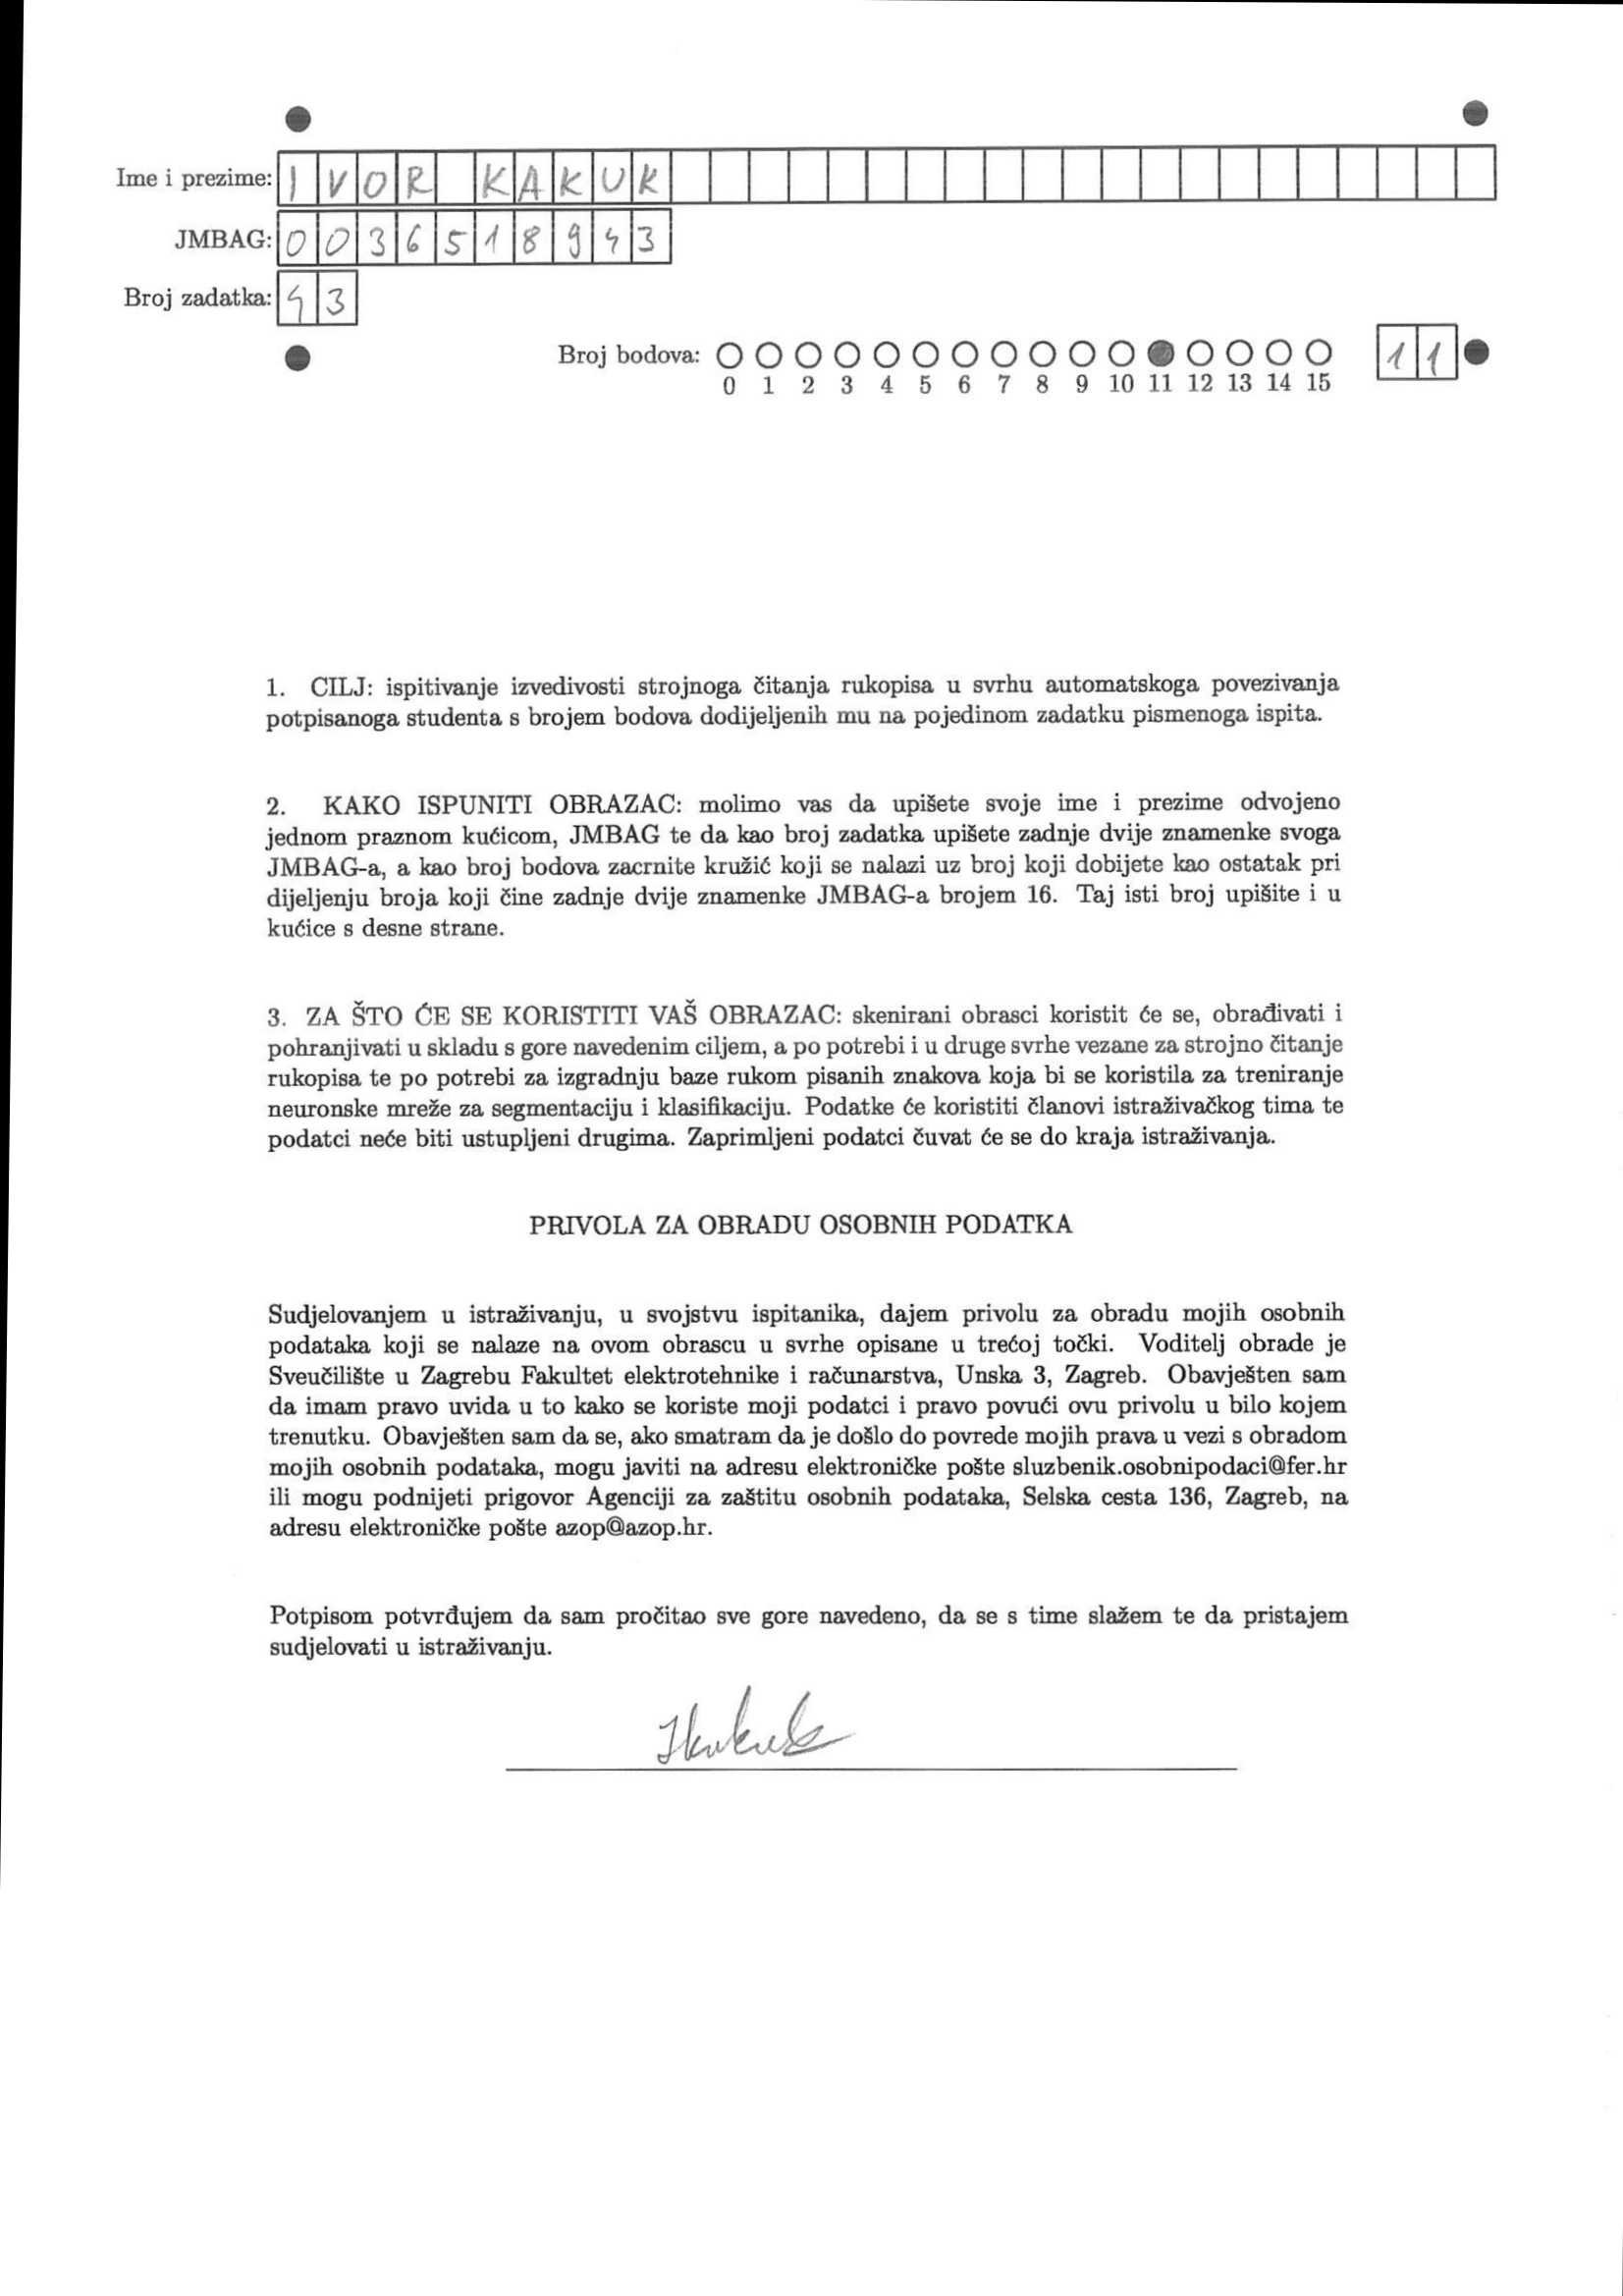 Ime i prezime: IVOR KAKUK
JMBAG: 0036518943
Broj zadatka: 43
Broj bodova: 11
0 1 2 3 4 5 6 7 8 9 10 11 12 13 14 15
1. CILJ: ispitivanje izvedivosti strojnoga čitanja rukopisa u svrhu automatskoga povezivanja
potpisanoga studenta s brojem bodova dodijeljenih mu na pojedinom zadatku pismenoga ispita.
2. KAKO ISPUNITI OBRAZAC: molimo vas da upišete svoje ime i prezime odvojeno
jednom praznom kućicom, JMBAG te da kao broj zadatka upišete zadnje dvije znamenke svoga
JMBAG-a, a kao broj bodova zacrnite kružić koji se nalazi uz broj koji dobijete kao ostatak pri
dijeljenju broja koji čine zadnje dvije znamenke JMBAG-a brojem 16. Taj isti broj upišite i u
kućice s desne strane.
3. ZA ŠTO ĆE SE KORISTITI VAŠ OBRAZAC: skenirani obrasci koristit će se, obrađivati i
pohranjivati u skladu s gore navedenim ciljem, a po potrebi i u druge svrhe vezane za strojno čitanje
rukopisa te po potrebi za izgradnju baze rukom pisanih znakova koja bi se koristila za treniranje
neuronske mreže za segmentaciju i klasifikaciju. Podatke će koristiti članovi istraživačkog tima te
podatci neće biti ustupljeni drugima. Zaprimljeni podatci čuvat će se do kraja istraživanja.
PRIVOLA ZA OBRADU OSOBNIH PODATKA
Sudjelovanjem u istraživanju, u svojstvu ispitanika, dajem privolu za obradu mojih osobnih
podataka koji se nalaze na ovom obrascu u svrhe opisane u trećoj točki. Voditelj obrade je
Sveučilište u Zagrebu Fakultet elektrotehnike i računarstva, Unska 3, Zagreb. Obavješten sam
da imam pravo uvida u to kako se koriste moji podatci i pravo povući ovu privolu u bilo kojem
trenutku. Obavješten sam da se, ako smatram da je došlo do povrede mojih prava u vezi s obradom
mojih osobnih podataka, mogu javiti na adresu elektroničke pošte sluzbenik.osobnipodaci@fer.hr
ili mogu podnijeti prigovor Agenciji za zaštitu osobnih podataka, Selska cesta 136, Zagreb, na
adresu elektroničke pošte azop@azop.hr.
Potpisom potvrđujem da sam pročitao sve gore navedeno, da se s time slažem te da pristajem
sudjelovati u istraživanju.
IKakuk